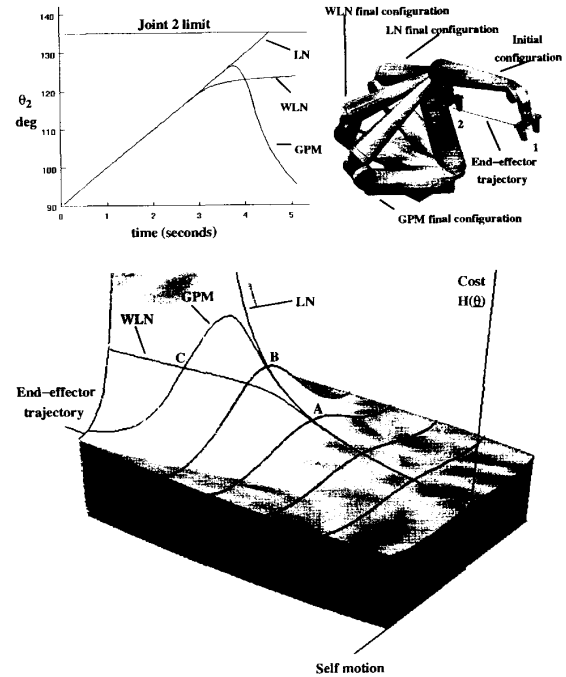 Joint 2 limit
140
130
120
110
100
90
θ2
deg
LN
WLN
GPM
0
1
2
3
4
5
time (seconds)
WLN final configuration
LN final configuration
Initial
configuration
2
1
End-effector
trajectory
GPM final configuration
Cost
H(θ)
LN
GPM
WLN
C
B
A
End-effector
trajectory
Self motion